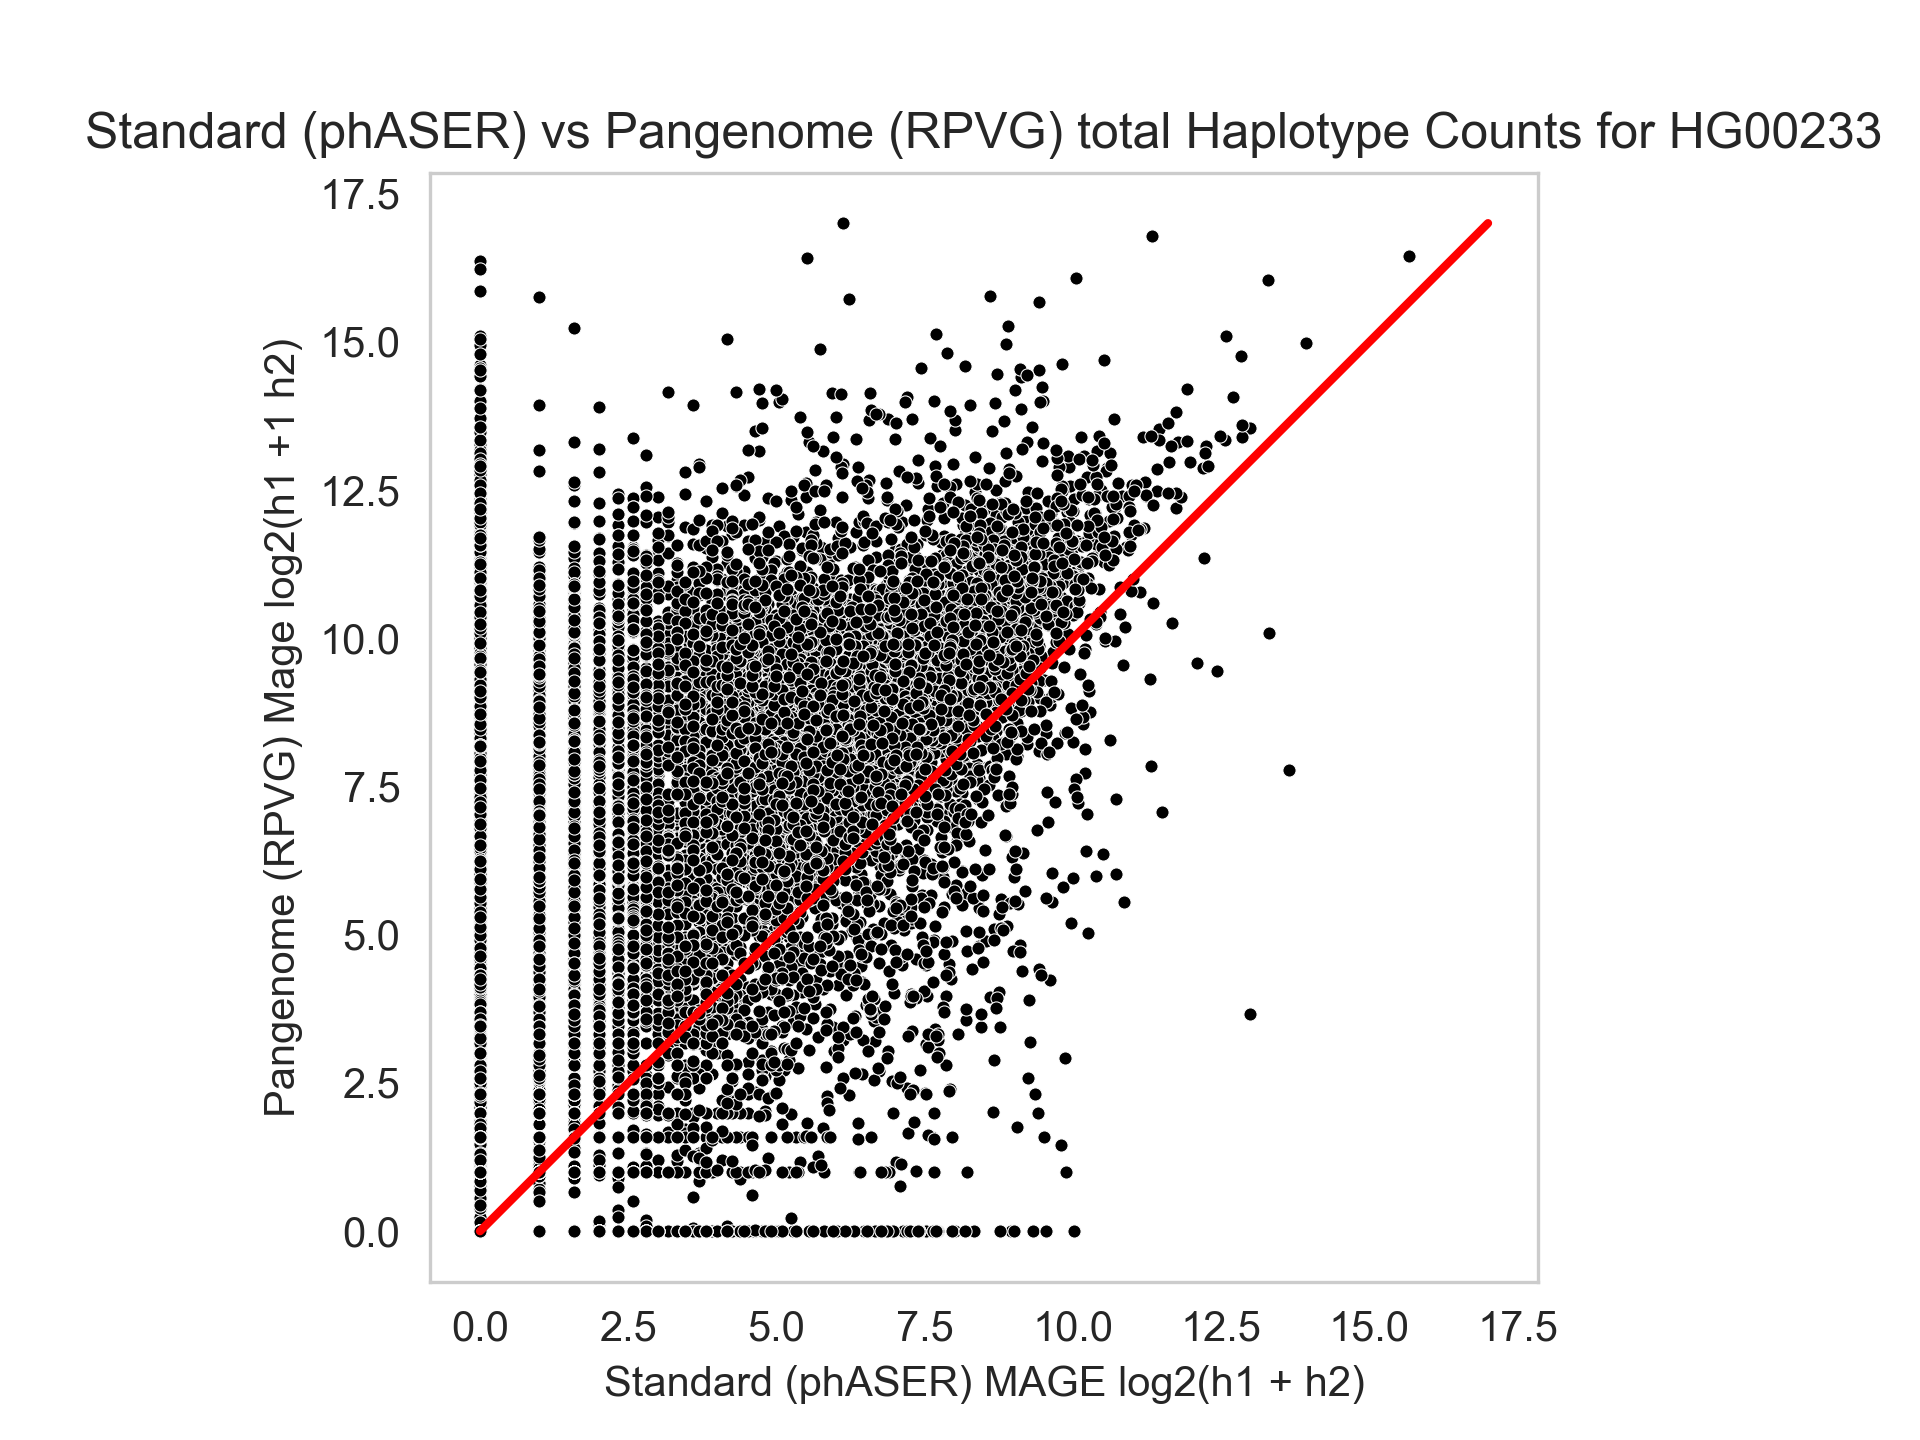 Standard (phASER) vs Pangenome (RPVG) total Haplotype Counts for HG00233
Pangenome (RPVG) Mage log2(h1 +1 h2)
17.5
15.0
12.5
10.0
7.5
5.0
2.5
0.0
0.0 2.5 5.0 7.5 10.0 12.5 15.0 17.5
Standard (phASER) MAGE log2(h1 + h2)